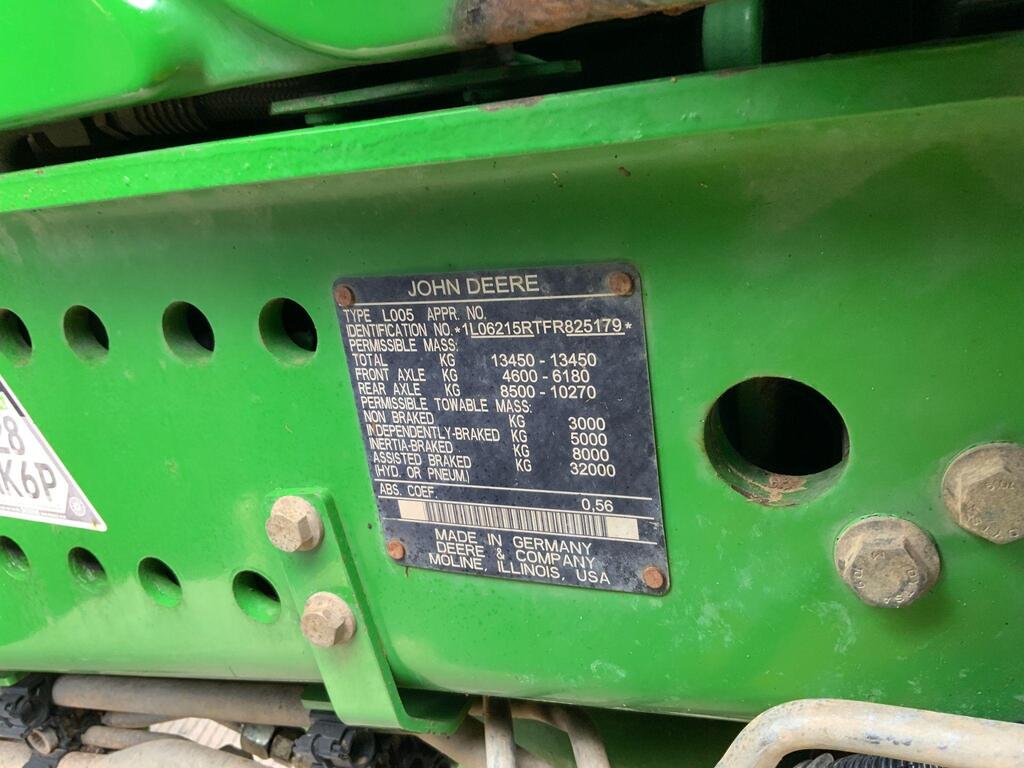 JOHN DEERE
TYPE L005 APPR. NO.
IDENTIFICATION NO. *1L06215RTFR825179*
PERMISSIBLE MASS:
TOTAL KG 13450 - 13450
FRONT AXLE KG 4600 - 6180
REAR AXLE KG 8500 - 10270
PERMISSIBLE TOWABLE MASS:
NON BRAKED KG 3000
INDEPENDENTLY-BRAKED KG 5000
INERTIA-BRAKED KG 8000
ASSISTED BRAKED KG 32000
(HYD. OR PNEUM.)
ABS. COEF. 0,56
MADE IN GERMANY
DEERE & COMPANY
MOLINE, ILLINOIS, USA
28
K6P